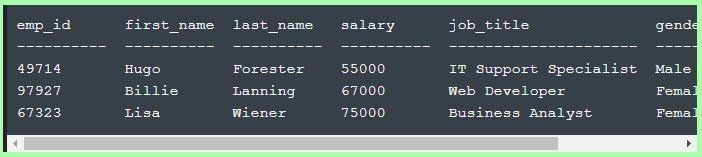 emp_id first_name last_name salary job_title gende
---------- ---------- ---------- ---------- -------------------- ----
49714 Hugo Forester 55000 IT Support Specialist Male
97927 Billie Lanning 67000 Web Developer Femal
67323 Lisa Wiener 75000 Business Analyst Femal